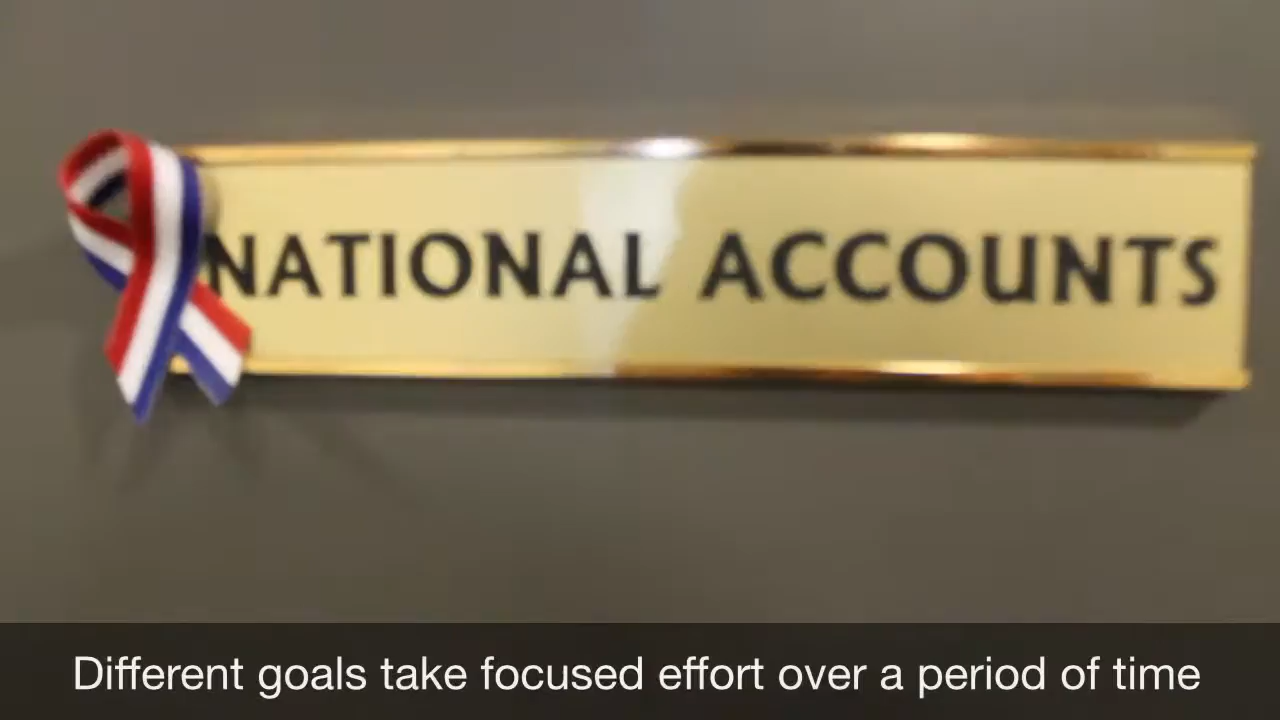 NATIONAL ACCOUNTS
Different goals take focused effort over a period of time